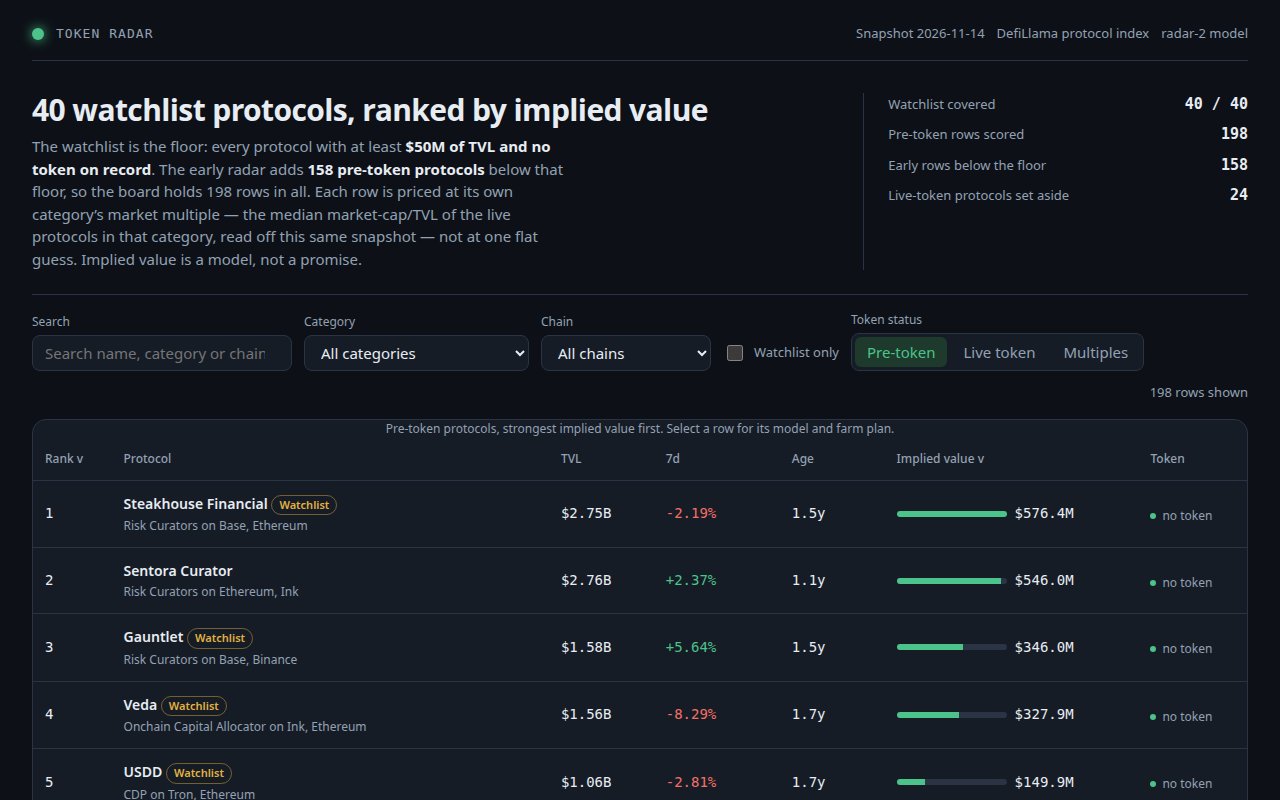 TOKEN RADAR
Snapshot 2026-11-14 DefiLlama protocol index radar-2 model
40 watchlist protocols, ranked by implied value
The watchlist is the floor: every protocol with at least $50M of TVL and no
token on record. The early radar adds 158 pre-token protocols below that
floor, so the board holds 198 rows in all. Each row is priced at its own
category's market multiple — the median market-cap/TVL of the live
protocols in that category, read off this same snapshot — not at one flat
guess. Implied value is a model, not a promise.
Watchlist covered 40 / 40
Pre-token rows scored 198
Early rows below the floor 158
Live-token protocols set aside 24
Search Category Chain Token status
Search name, category or chain All categories All chains Watchlist only Pre-token Live token Multiples
198 rows shown
Pre-token protocols, strongest implied value first. Select a row for its model and farm plan.
Rank v Protocol TVL 7d Age Implied value v Token
1 Steakhouse Financial Watchlist $2.75B -2.19% 1.5y $576.4M no token
Risk Curators on Base, Ethereum
2 Sentora Curator $2.76B +2.37% 1.1y $546.0M no token
Risk Curators on Ethereum, Ink
3 Gauntlet Watchlist $1.58B +5.64% 1.5y $346.0M no token
Risk Curators on Base, Binance
4 Veda Watchlist $1.56B -8.29% 1.7y $327.9M no token
Onchain Capital Allocator on Ink, Ethereum
5 USDD Watchlist $1.06B -2.81% 1.7y $149.9M no token
CDP on Tron, Ethereum